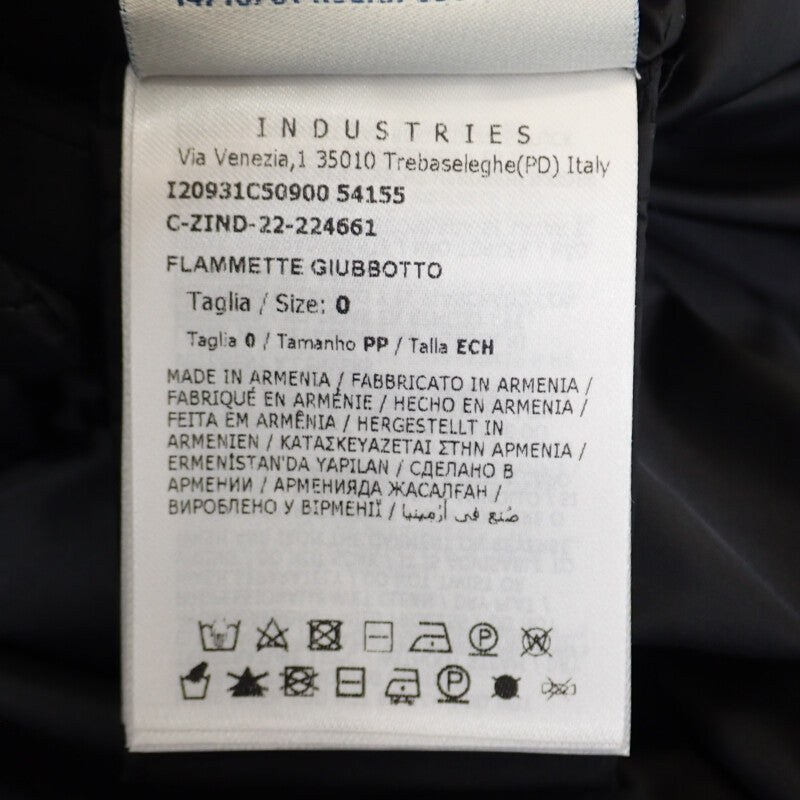 INDUSTRIES
Via Venezia,1 35010 Trebaseleghe(PD) Italy
I20931C50900 54155
C-ZIND-22-224661
FLAMMETTE GIUBBOTTO
Taglia / Size: 0
Taglia 0 / Tamanho PP / Talla ECH
MADE IN ARMENIA / FABBRICATO IN ARMENIA /
FABRIQUÉ EN ARMÉNIE / HECHO EN ARMENIA /
FEITA EM ARMÊNIA / HERGESTELLT IN
ARMENIEN / ΚΑΤΑΣΚΕΥΑΖΕΤΑΙ ΣΤΗΝ ΑΡΜΕΝΙΑ /
ERMENİSTAN'DA YAPILAN / СДЕЛАНО В
АРМЕНИИ / АРМЕНИЯДА ЖАСАЛҒАН /
ВИРОБЛЕНО У ВІРМЕНІЇ / صُنع في أرمينيا